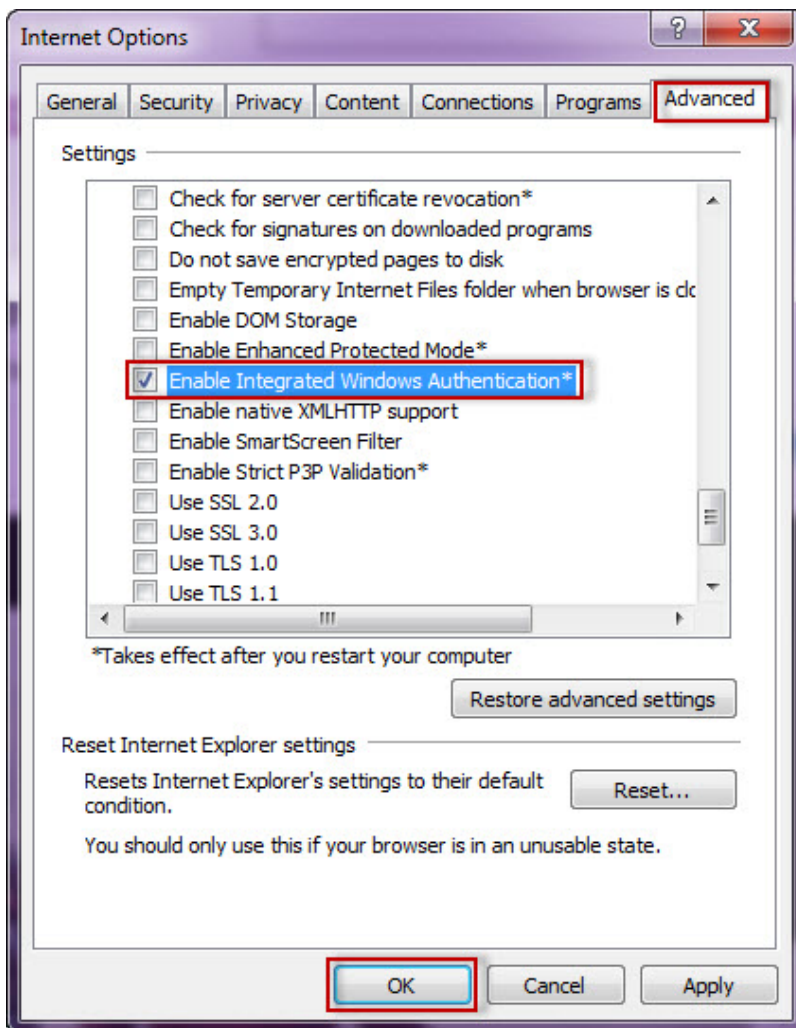 Internet Options
General Security Privacy Content Connections Programs Advanced
Settings
Check for server certificate revocation*
Check for signatures on downloaded programs
Do not save encrypted pages to disk
Empty Temporary Internet Files folder when browser is clc
Enable DOM Storage
Enable Enhanced Protected Mode*
Enable Integrated Windows Authentication*
Enable native XMLHTTP support
Enable SmartScreen Filter
Enable Strict P3P Validation*
Use SSL 2.0
Use SSL 3.0
Use TLS 1.0
Use TLS 1.1
*Takes effect after you restart your computer
Restore advanced settings
Reset Internet Explorer settings
Resets Internet Explorer's settings to their default
condition.
Reset...
You should only use this if your browser is in an unusable state.
OK Cancel Apply